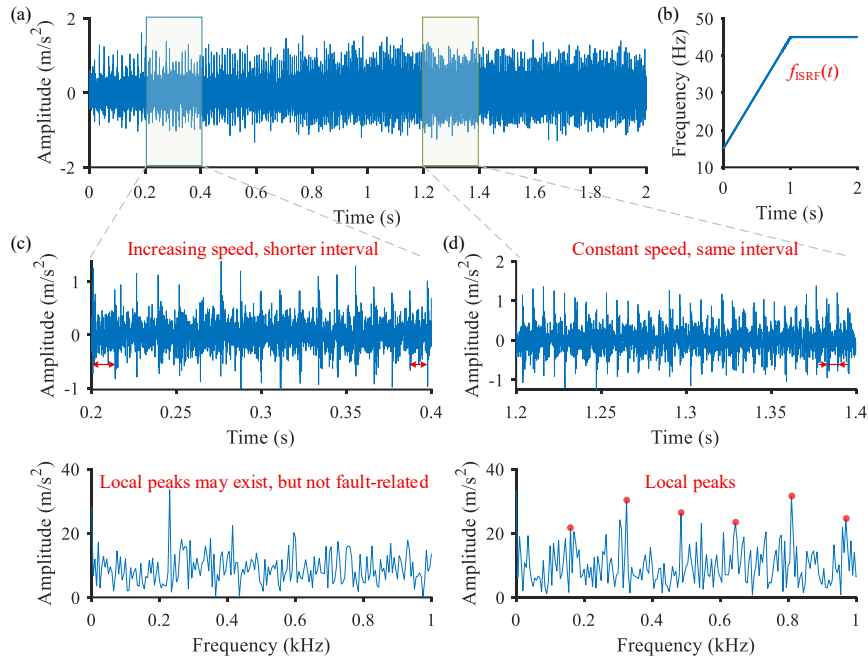 (a)
Amplitude (m/s²)
2
0
-2
0 0.2 0.4 0.6 0.8 1 1.2 1.4 1.6 1.8 2
Time (s)
(b)
Frequency (Hz)
50
40
30
20
10
fISRF(t)
0 1 2
Time (s)
(c)
Increasing speed, shorter interval
Amplitude (m/s²)
1
0
-1
0.2 0.25 0.3 0.35 0.4
Time (s)
(d)
Constant speed, same interval
Amplitude (m/s²)
2
1
0
-1
1.2 1.25 1.3 1.35 1.4
Time (s)
Local peaks may exist, but not fault-related
Amplitude (m/s²)
40
20
0
0 0.2 0.4 0.6 0.8 1
Frequency (kHz)
Local peaks
Amplitude (m/s²)
40
20
0
0 0.2 0.4 0.6 0.8 1
Frequency (kHz)